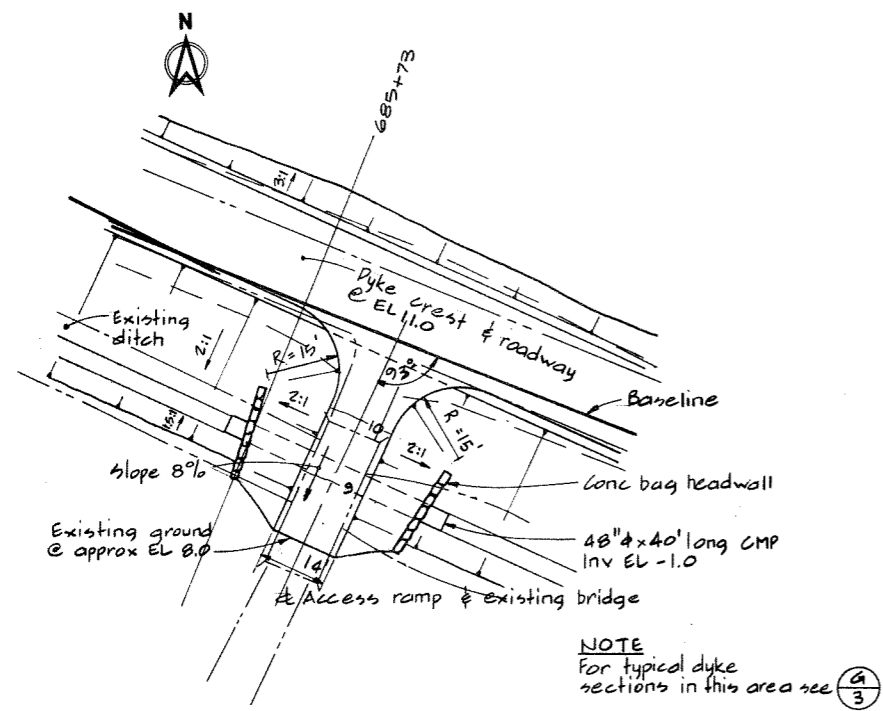 N
685+73
3:1
Dyke crest & roadway
@ EL 11.0
Existing
ditch
2:1
R=15'
93°
Baseline
2:1
10
R=15'
1.5:1
2:1
Slope 8%
9
Conc bag headwall
Existing ground
@ approx EL 8.0
48"ϕ x 40' long CMP
Inv EL -1.0
14'
℄ Access ramp & existing bridge
NOTE
For typical dyke
sections in this area see
G
3